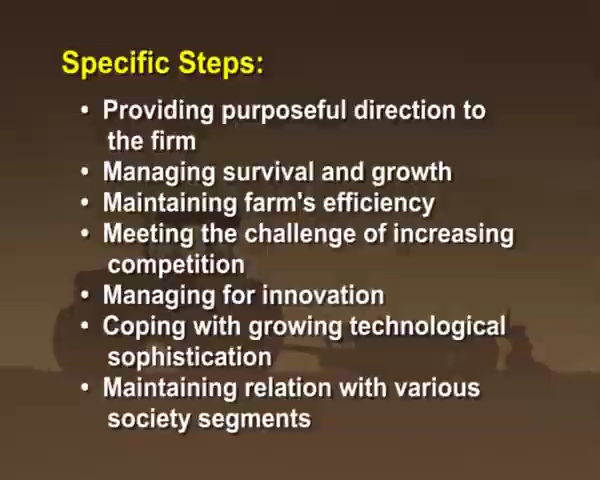 Specific Steps:
• Providing purposeful direction to
the firm
• Managing survival and growth
• Maintaining farm's efficiency
• Meeting the challenge of increasing
competition
• Managing for innovation
• Coping with growing technological
sophistication
• Maintaining relation with various
society segments